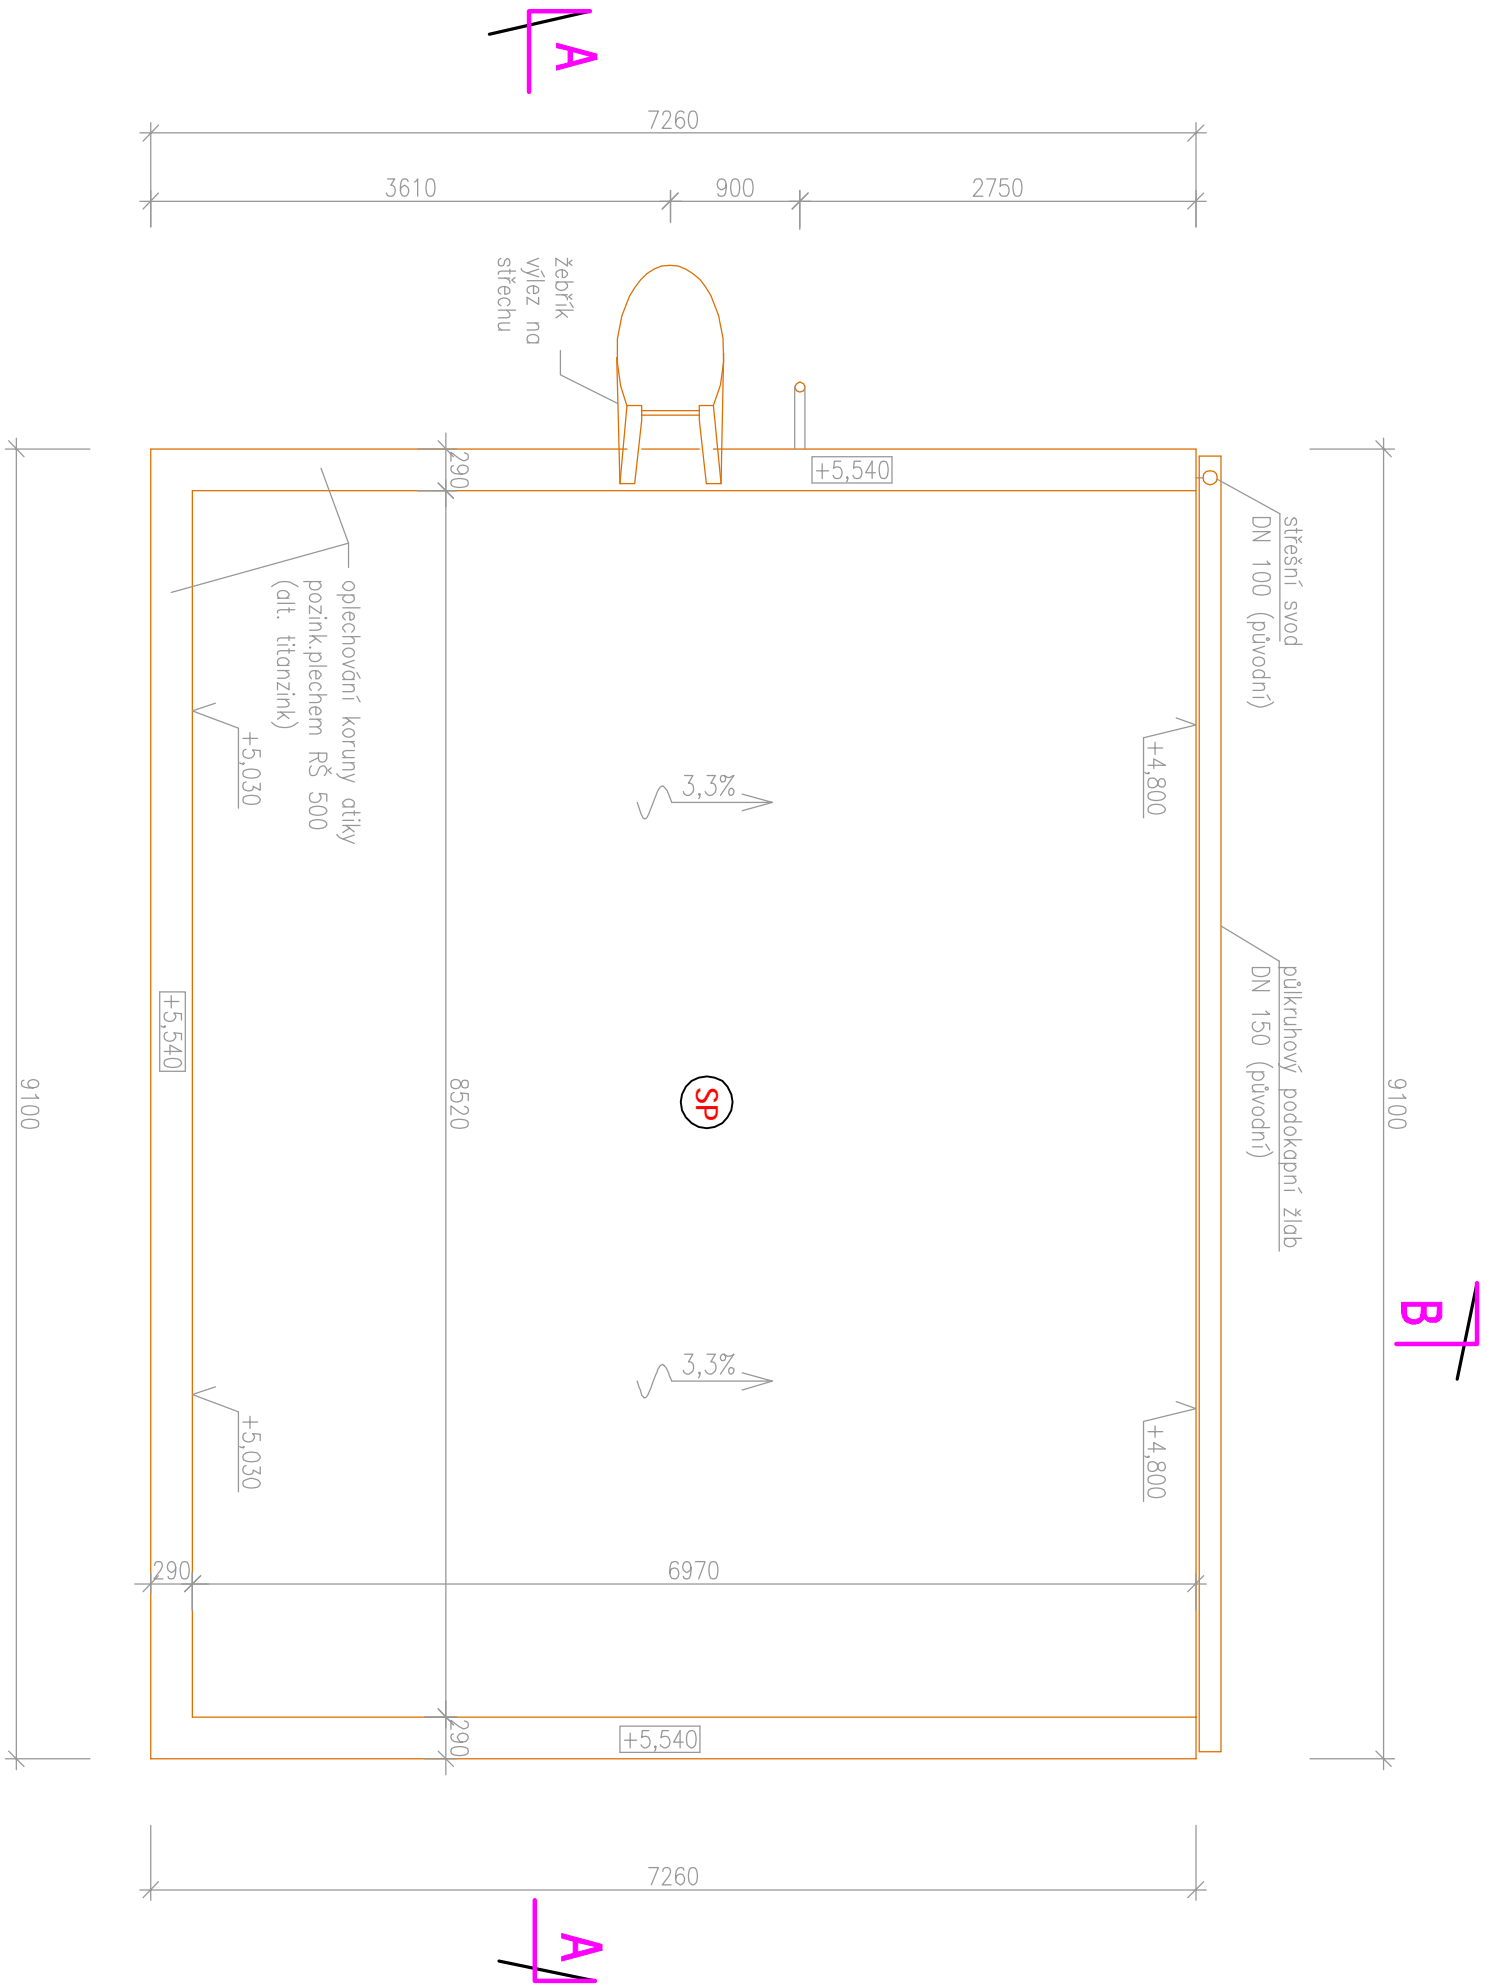 A
7260
3610
900
2750
žebřík
výlez na
střechu
+5,540
290
střešní svod
DN 100 (původní)
oplechování koruny atiky
pozink.plechem RŠ 500
(alt. titanzink)
+5,030
+4,800
3,3%
půlkruhový podokapní žlab
DN 150 (původní)
+5,540
9100
8520
SP
9100
B
3,3%
+5,030
+4,800
290
6970
290
+5,540
7260
A